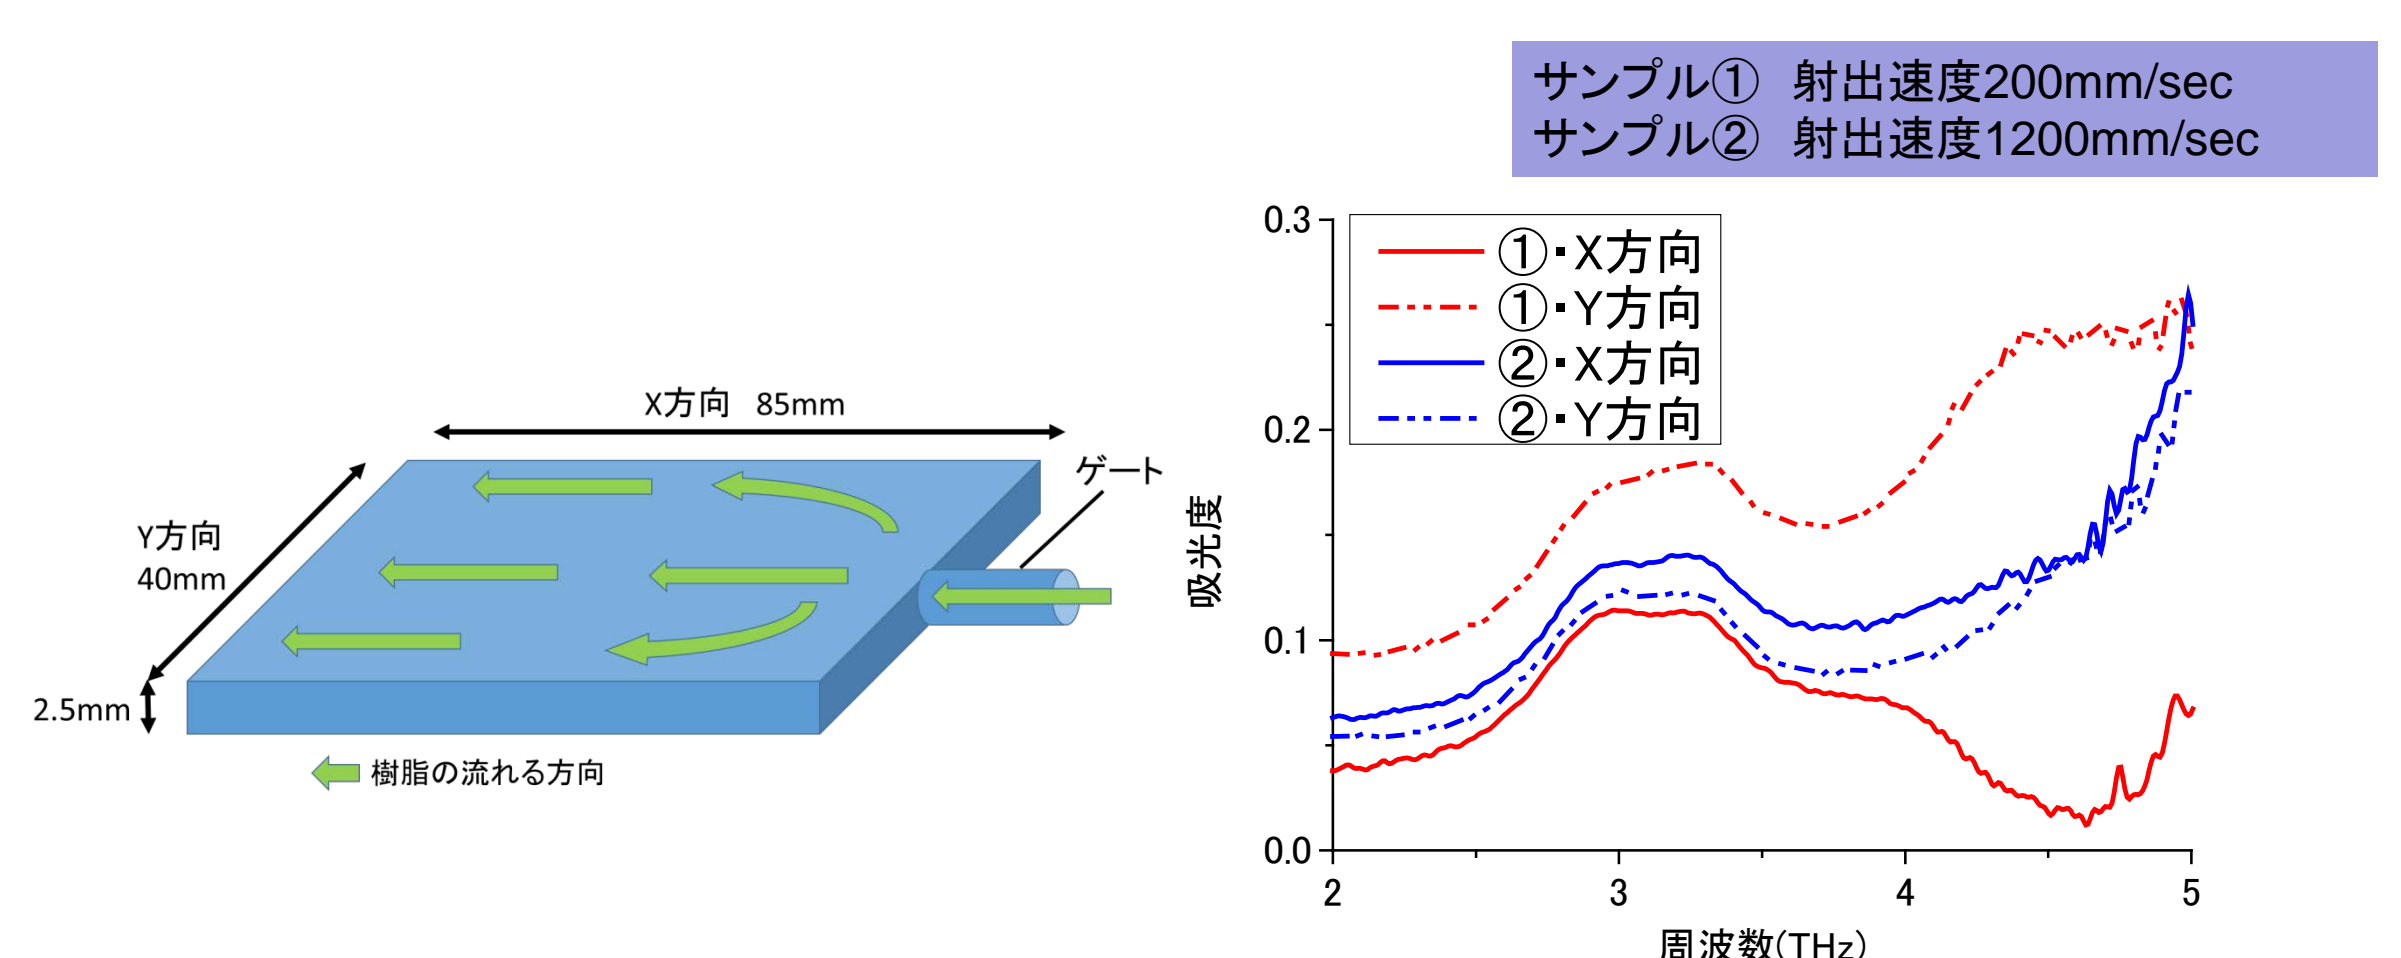 サンプル① 射出速度200mm/sec
サンプル② 射出速度1200mm/sec
X方向 85mm
ゲート
Y方向
40mm
2.5mm
樹脂の流れる方向
0.3
0.2
0.1
0.0
吸光度
①・X方向
①・Y方向
②・X方向
②・Y方向
2
3
4
5
周波数(THz)